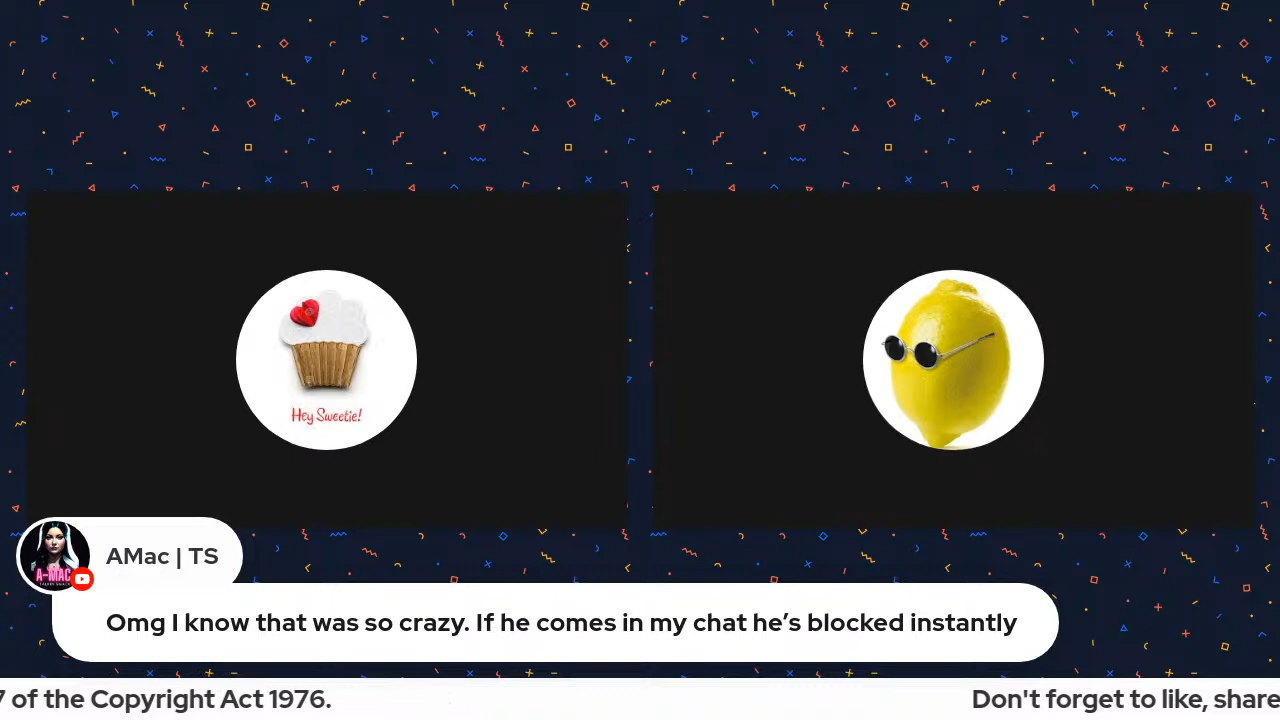 Hey Sweetie!
A-MAC
AMac | TS
Omg I know that was so crazy. If he comes in my chat he’s blocked instantly
7 of the Copyright Act 1976.
Don't forget to like, share